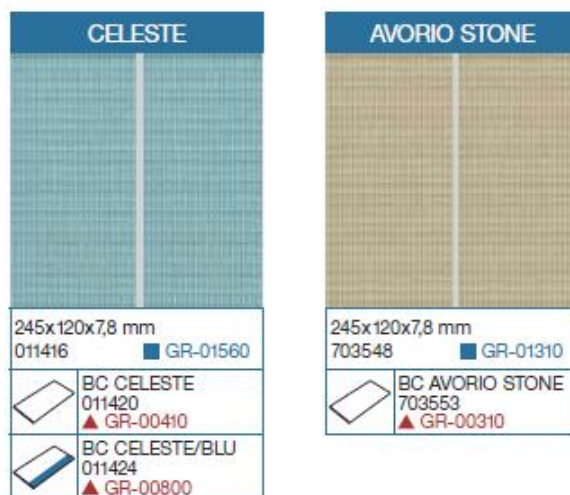 CELESTE
245x120x7,8 mm
011416 GR-01560
BC CELESTE
011420
GR-00410
BC CELESTE/BLU
011424
GR-00800
AVORIO STONE
245x120x7,8 mm
703548 GR-01310
BC AVORIO STONE
703553
GR-00310